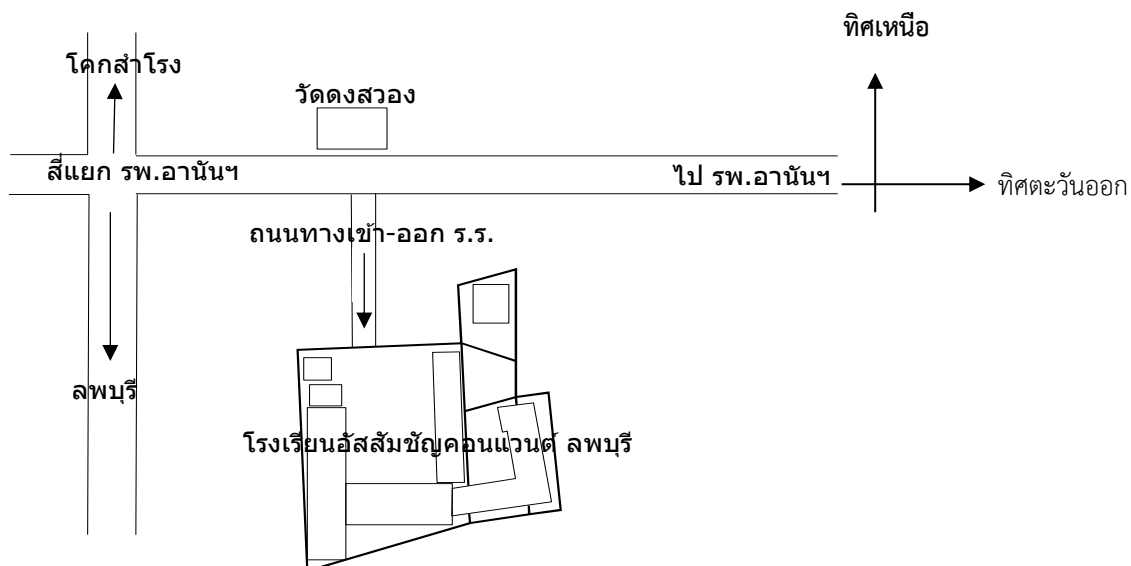 ทิศเหนือ
โคกสำโรง
วัดดงสวอง
สี่แยก รพ.อานันฯ
ไป รพ.อานันฯ
ทิศตะวันออก
ถนนทางเข้า-ออก ร.ร.
ลพบุรี
โรงเรียนอัสสัมชัญคอนแวนต์ ลพบุรี